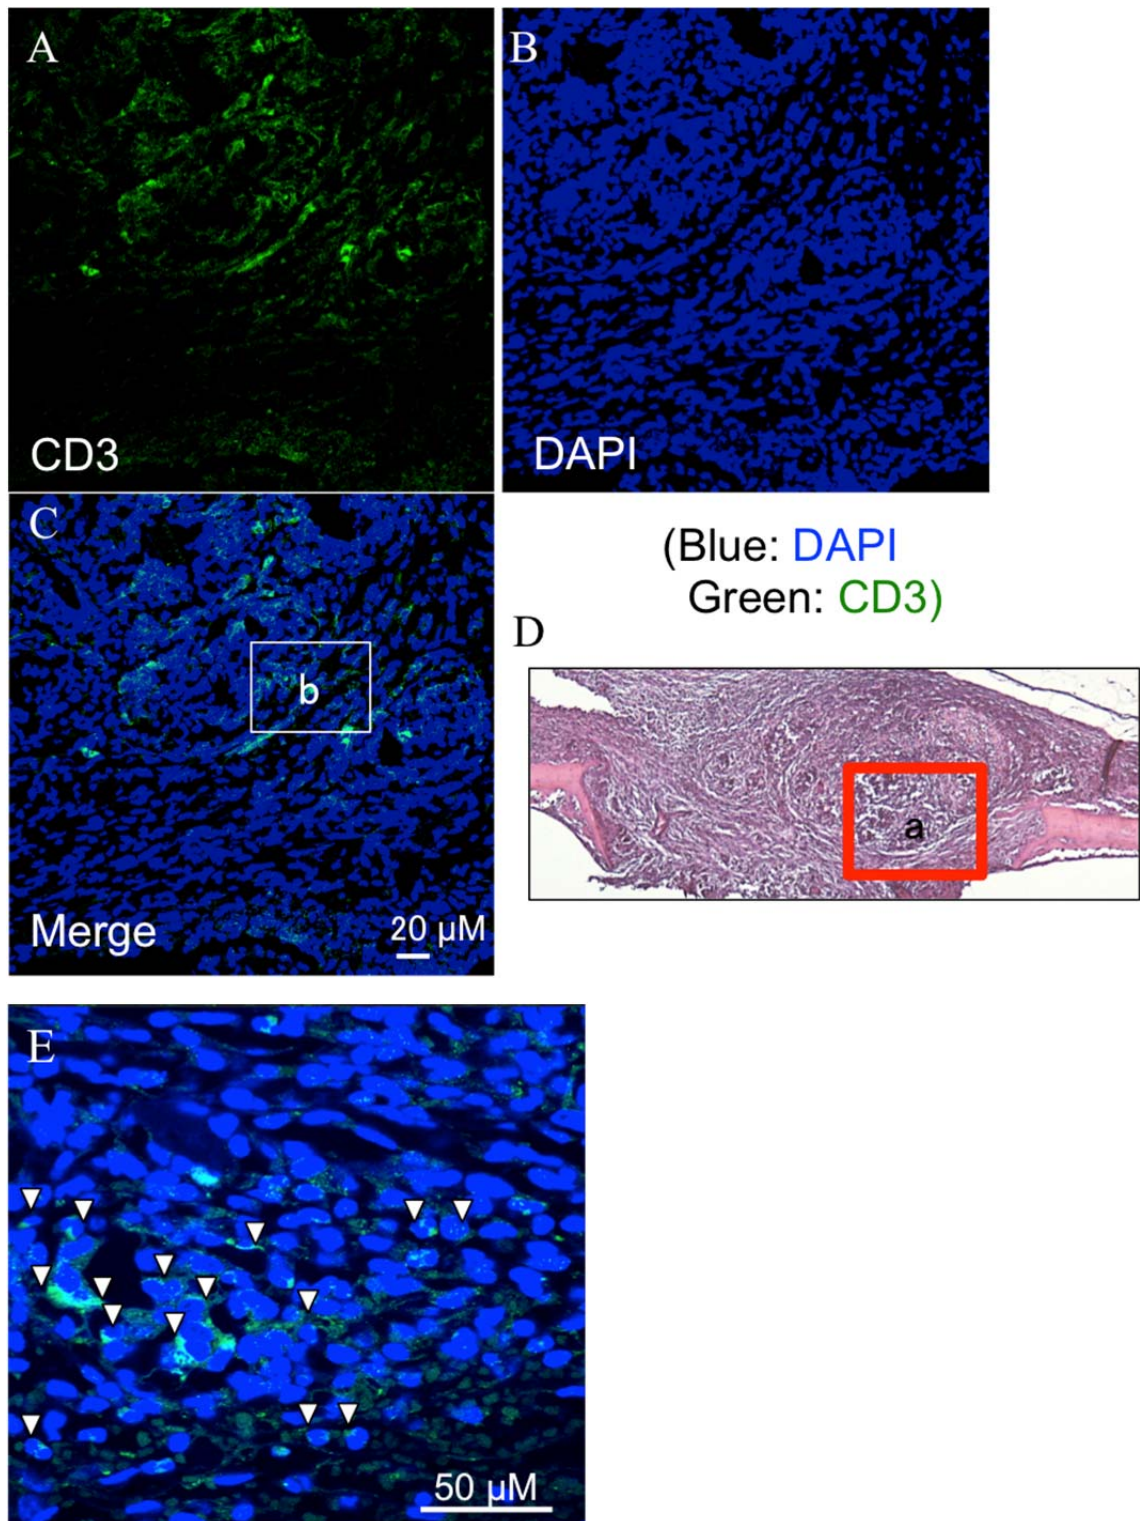 A
B
CD3
DAPI
C
b
Merge
20 µM
(Blue: DAPI
Green: CD3)
D
a
E
50 µM